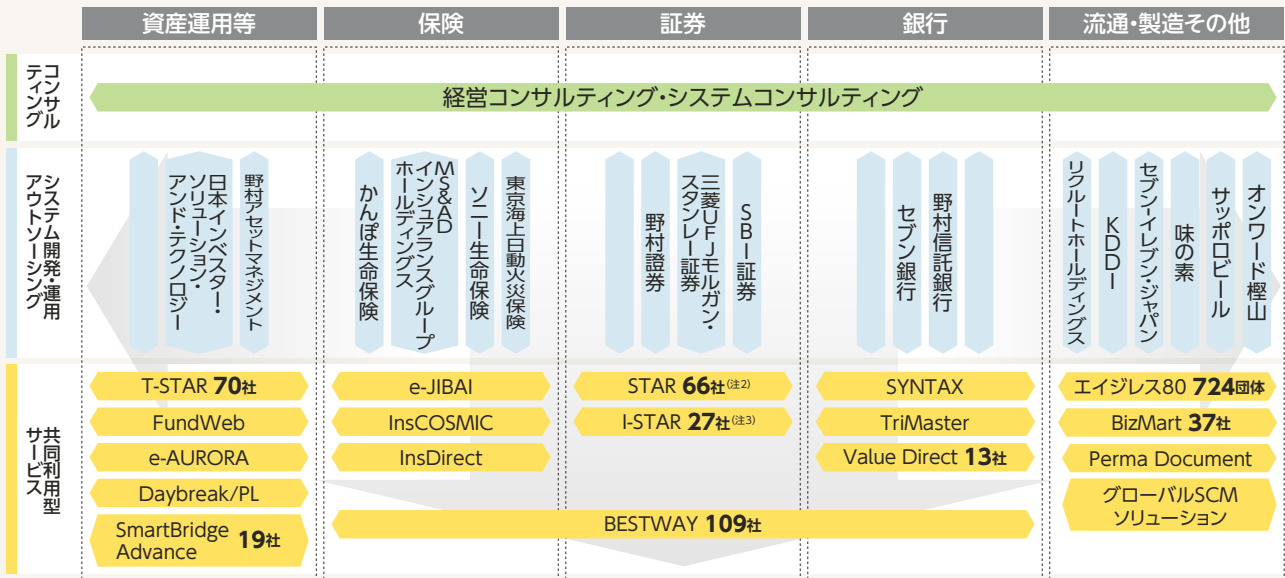 資産運用等
保険
証券
銀行
流通・製造その他
コンサル
ティング
経営コンサルティング・システムコンサルティング
システム開発・運用
アウトソーシング
日本インベスター・
ソリューション・
アンド・テクノロジー
野村アセットマネジメント
かんぽ生命保険
MS&AD
インシュアランスグループ
ホールディングス
ソニー生命保険
東京海上日動火災保険
野村證券
三菱UFJモルガン・
スタンレー証券
SBI証券
セブン銀行
野村信託銀行
リクルートホールディングス
KDDI
セブン-イレブン・ジャパン
味の素
サッポロビール
オンワード樫山
共同利用型
サービス
T-STAR 70社
FundWeb
e-AURORA
Daybreak/PL
SmartBridge
Advance 19社
e-JIBAI
InsCOSMIC
InsDirect
STAR 66社(注2)
I-STAR 27社(注3)
SYNTAX
TriMaster
Value Direct 13社
BESTWAY 109社
エイジレス80 724団体
BizMart 37社
Perma Document
グローバルSCM
ソリューション